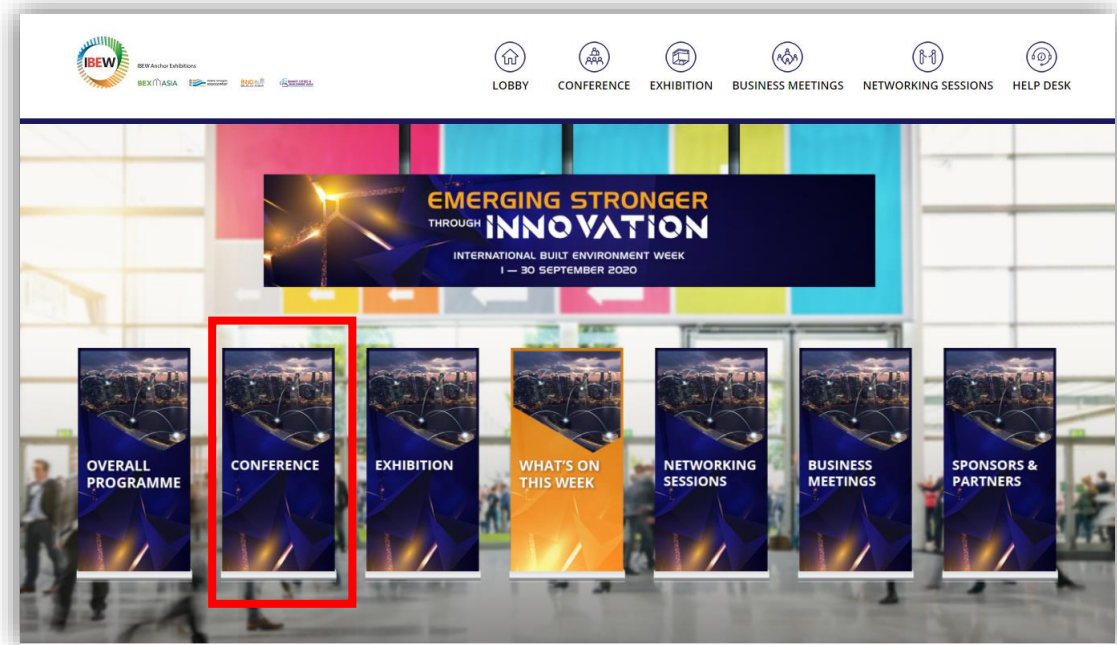 IBEW
IBEW Anchor Exhibitions
BEX ASIA
LOBBY
CONFERENCE
EXHIBITION
BUSINESS MEETINGS
NETWORKING SESSIONS
HELP DESK
EMERGING STRONGER
THROUGH INNOVATION
INTERNATIONAL BUILT ENVIRONMENT WEEK
1 — 30 SEPTEMBER 2020
OVERALL
PROGRAMME
CONFERENCE
EXHIBITION
WHAT'S ON
THIS WEEK
NETWORKING
SESSIONS
BUSINESS
MEETINGS
SPONSORS &
PARTNERS